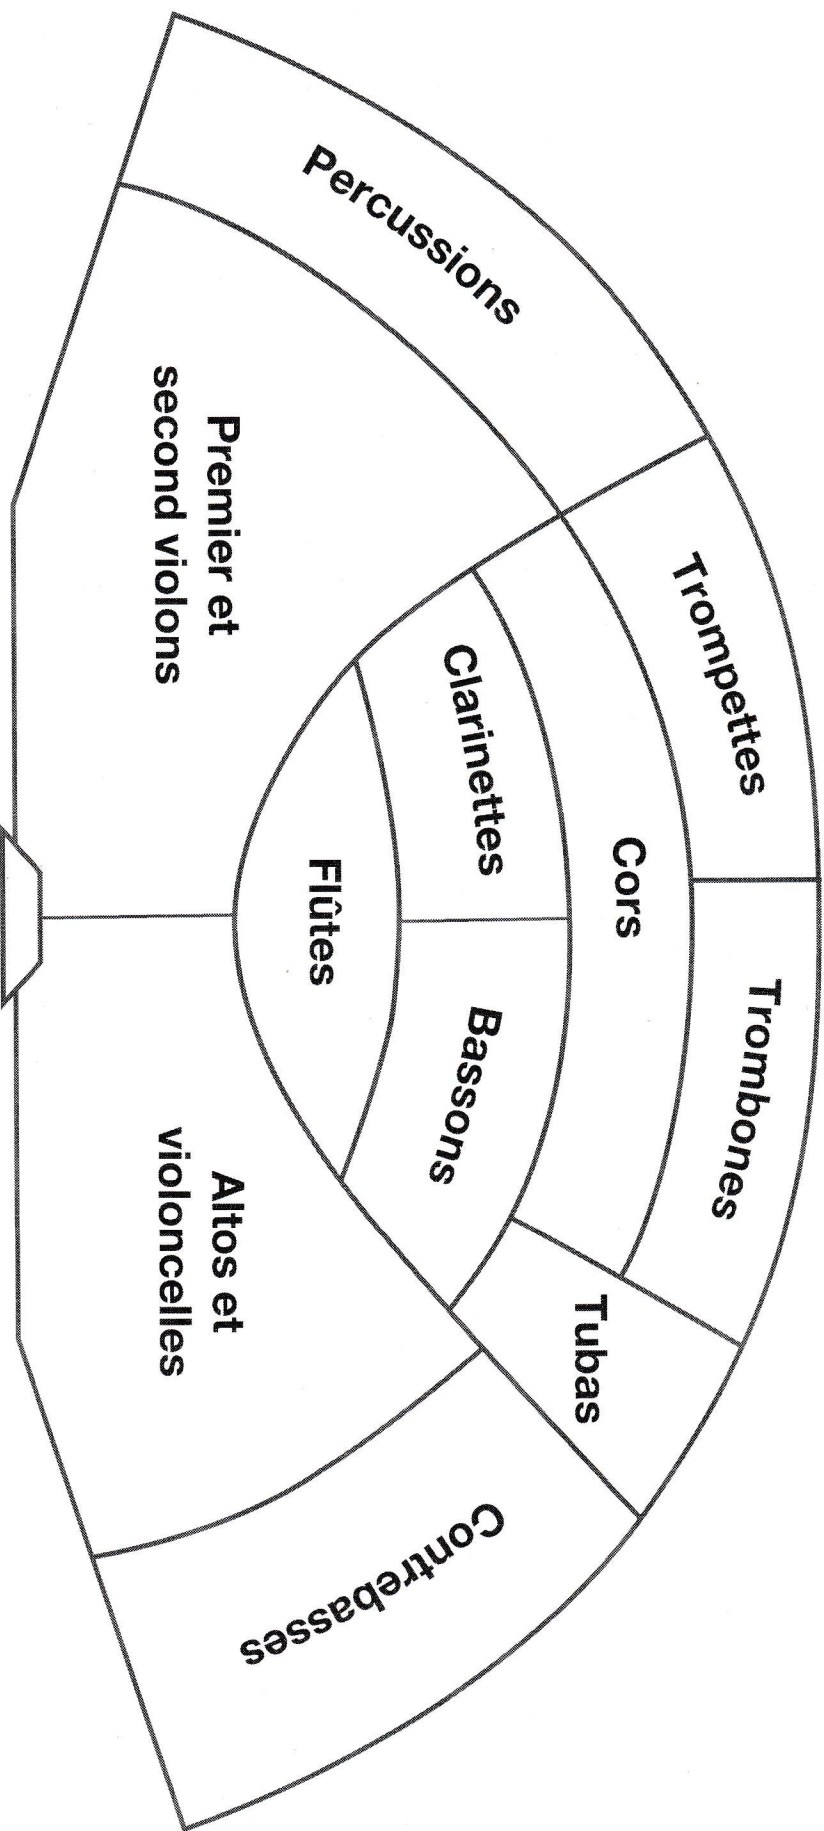 Percussions
Trompettes
Trombones
Tubas
Contrebasses
Cors
Clarinettes
Bassons
Flûtes
Premier et
second violons
Altos et
violoncelles